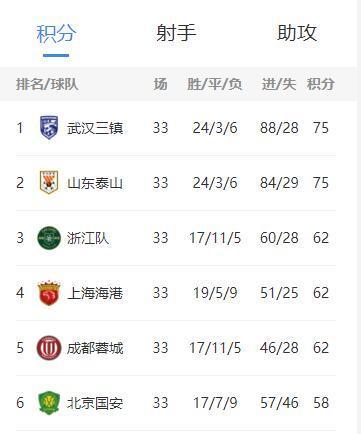 积分 射手 助攻
排名/球队 场 胜/平/负 进/失 积分
1 武汉三镇 33 24/3/6 88/28 75
2 山东泰山 33 24/3/6 84/29 75
3 浙江队 33 17/11/5 60/28 62
4 上海海港 33 19/5/9 51/25 62
5 成都蓉城 33 17/11/5 46/28 62
6 北京国安 33 17/7/9 57/46 58